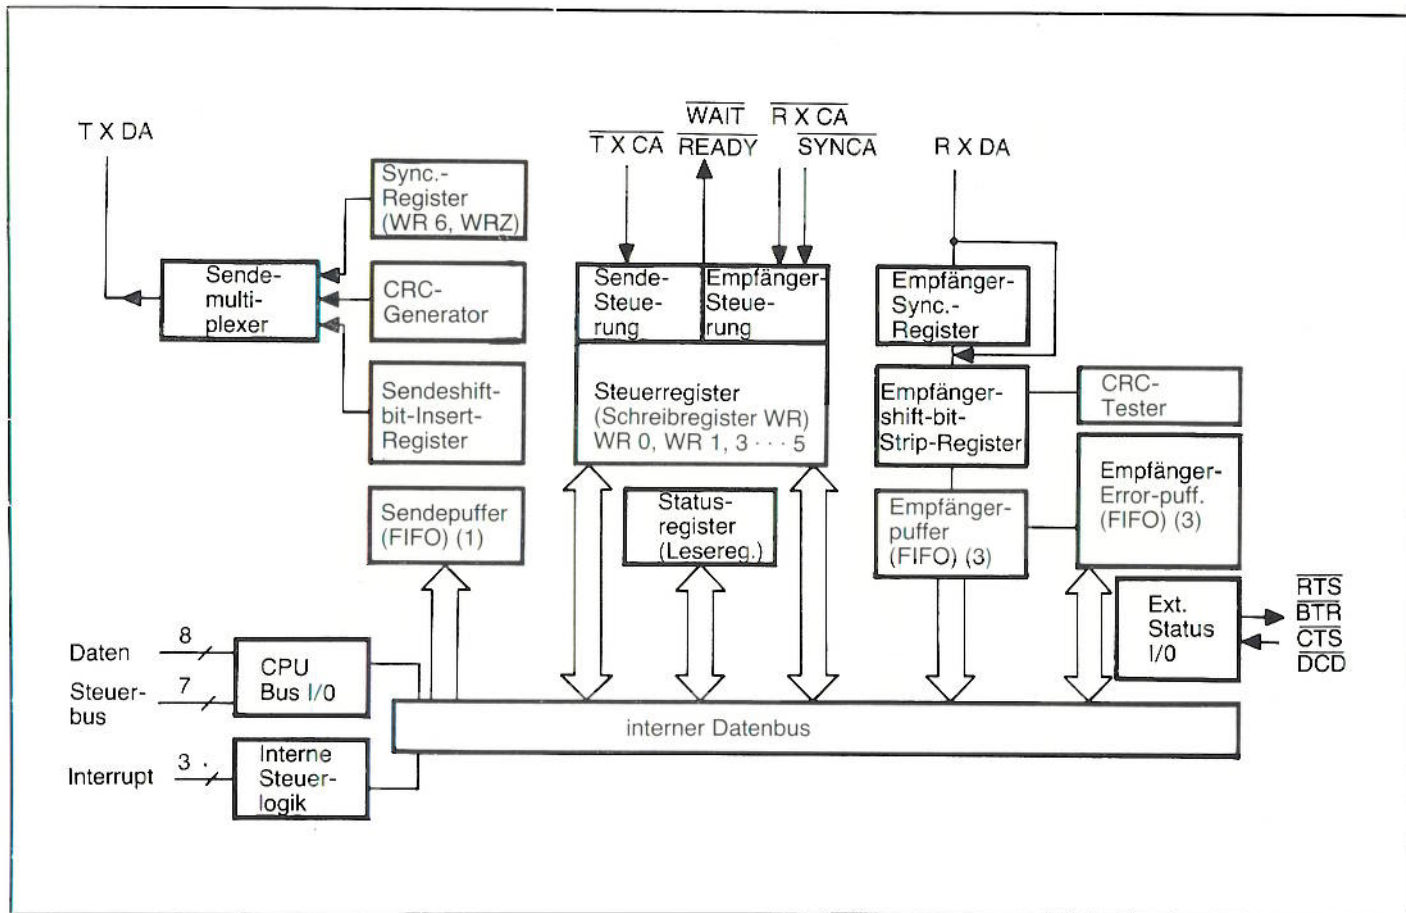 T X DA
T X CA
WAIT
READY
R X CA
SYNCA
R X DA
Sync.-
Register
(WR 6, WRZ)
Sende-
multi-
plexer
CRC-
Generator
Sendeshift-
bit-Insert-
Register
Sendepuffer
(FIFO) (1)
Sende-
Steue-
rung
Empfänger-
Steue-
rung
Steuerregister
(Schreibregister WR)
WR 0, WR 1, 3 · · · 5
Status-
register
(Lesereg.)
Empfänger-
Sync.-
Register
Empfänger-
shift-bit-
Strip-Register
CRC-
Tester
Empfänger-
puffer
(FIFO) (3)
Empfänger-
Error-puff.
(FIFO) (3)
Ext.
Status
I/0
RTS
BTR
CTS
DCD
Daten
8
Steuer-
bus
7
CPU
Bus I/0
Interrupt
3
Interne
Steuer-
logik
interner Datenbus